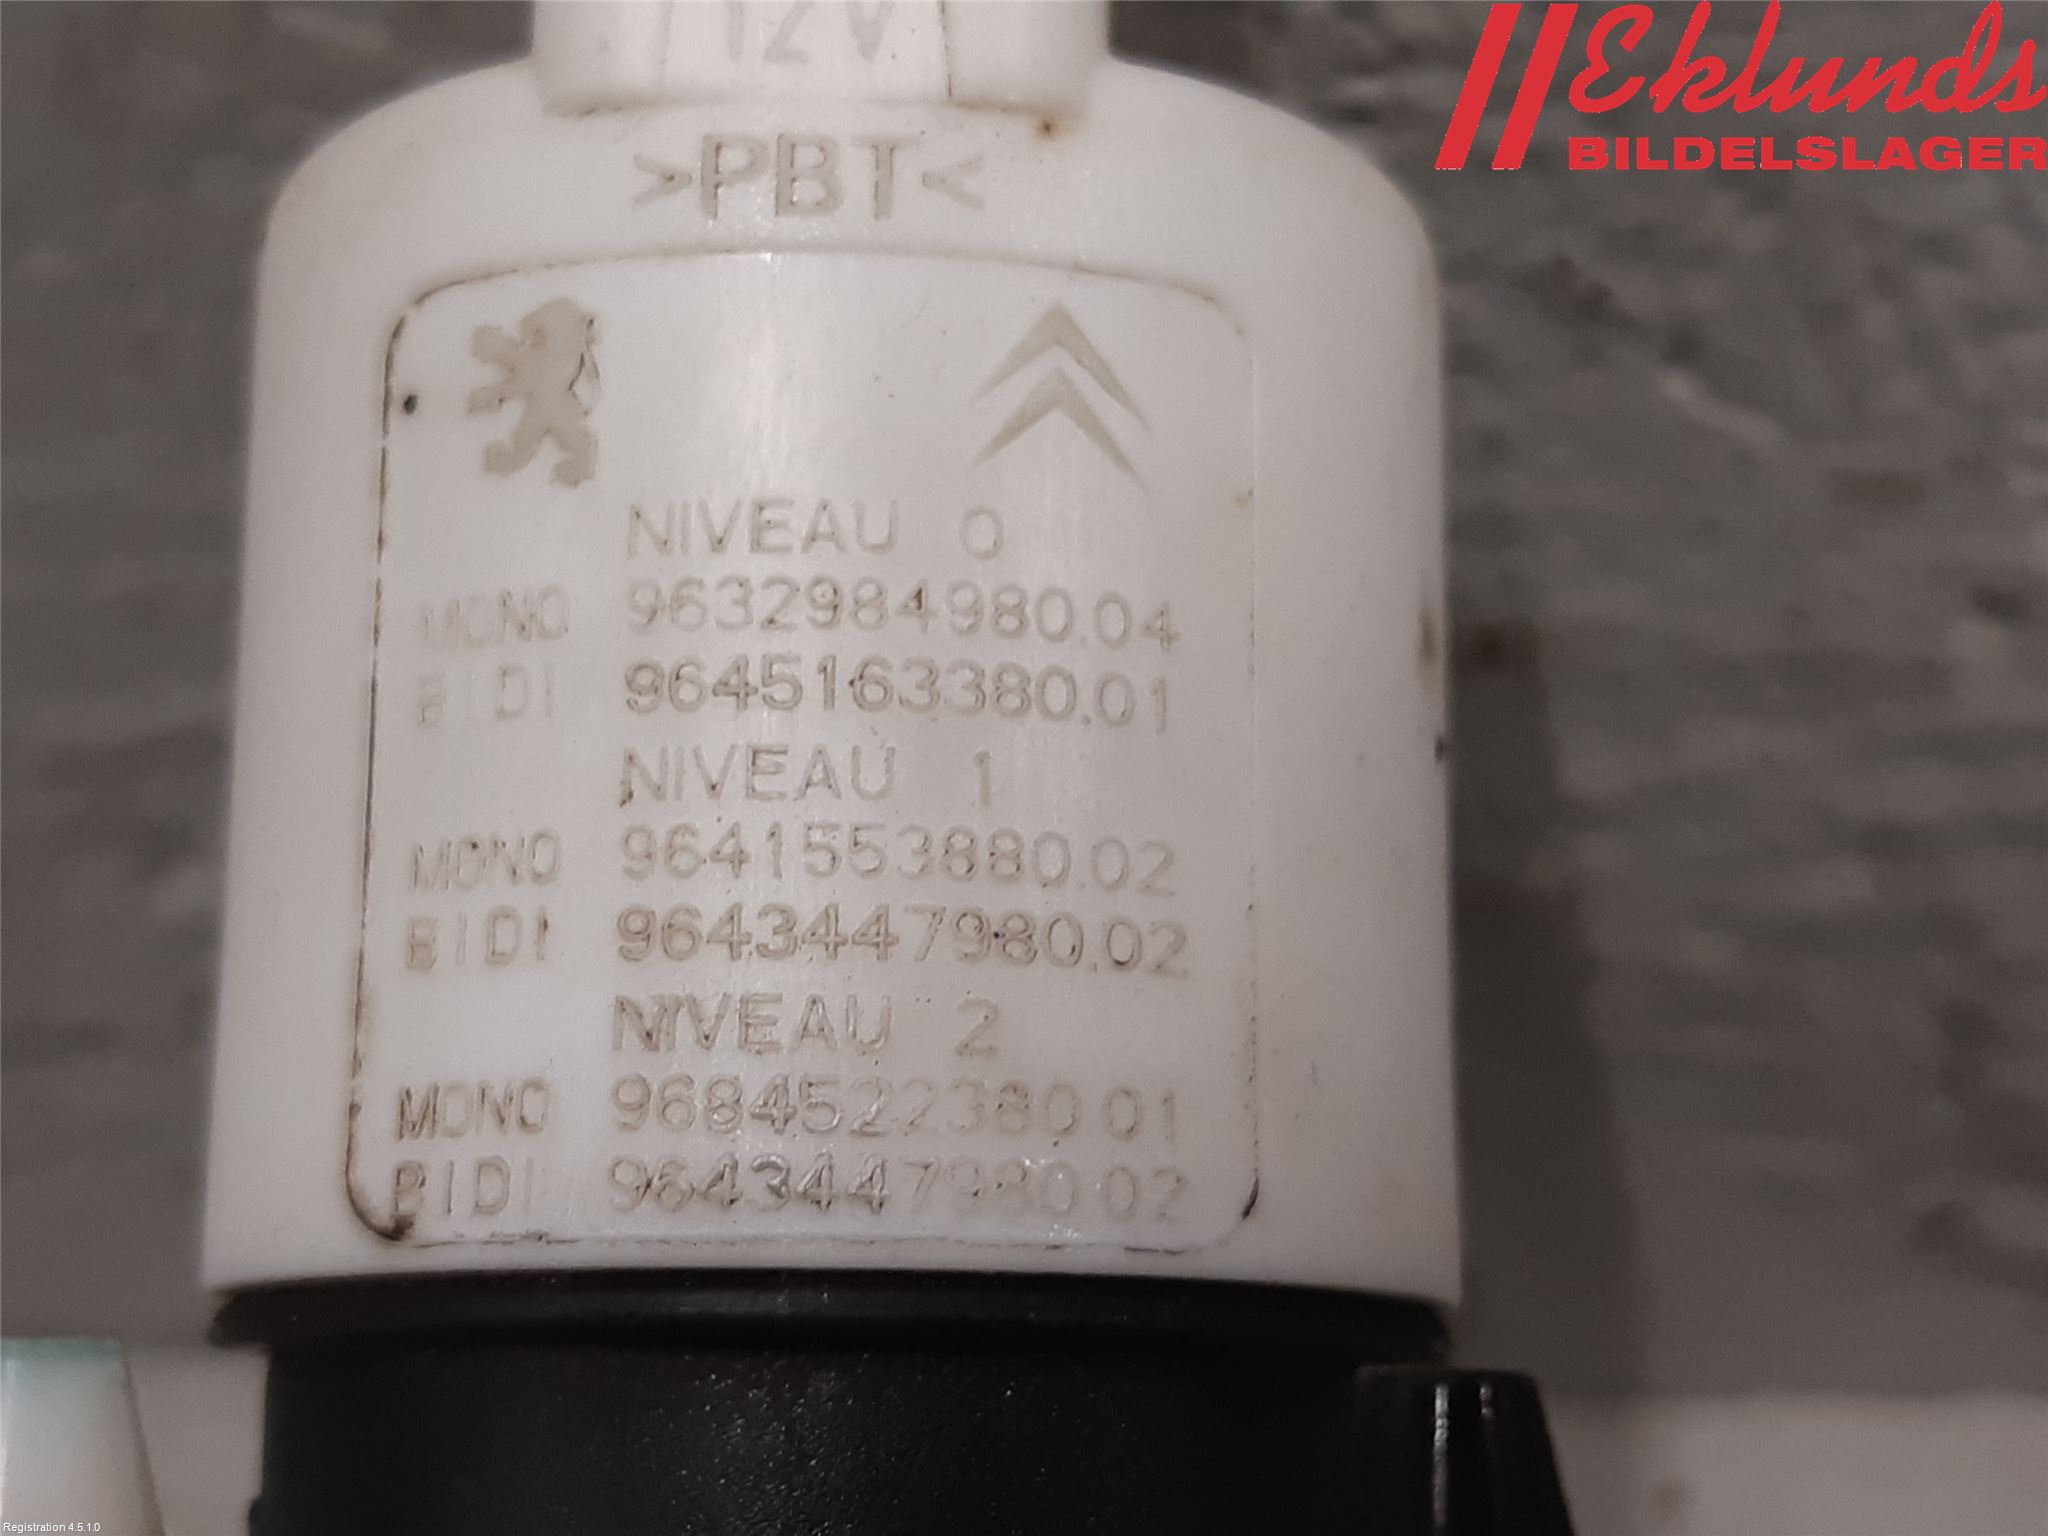 12V
Eklunds
BILDELSLAGER
>PBT<
NIVEAU 0
MONO 9632984980.04
BIDI 9645163380.01
NIVEAU 1
MONO 9641553880.02
BIDI 9643447980.02
NIVEAU 2
MONO 9684522380 01
BIDI 9643447980 02
Registration 4.5.1.0